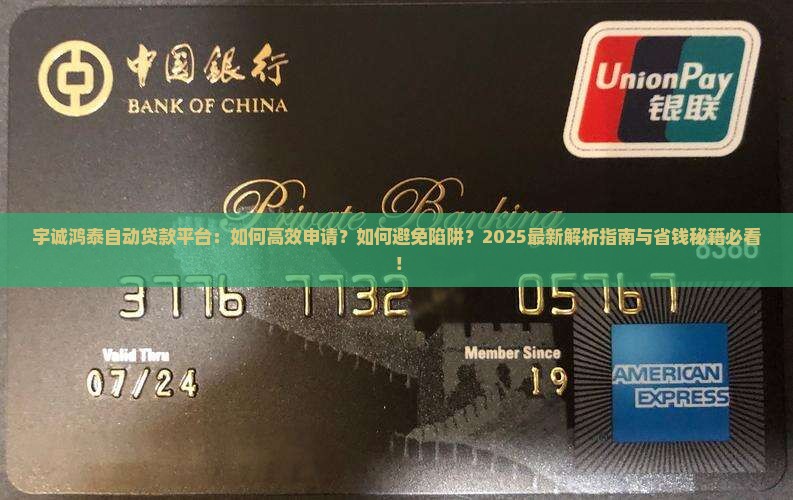 中国银行
BANK OF CHINA
UnionPay
银联
Private Banking
宇诚鸿泰自动贷款平台：如何高效申请？如何避免陷阱？2025最新解析指南与省钱秘籍必看
！
Valid Thru
Member Since
07/24
19
AMERICAN
EXPRESS